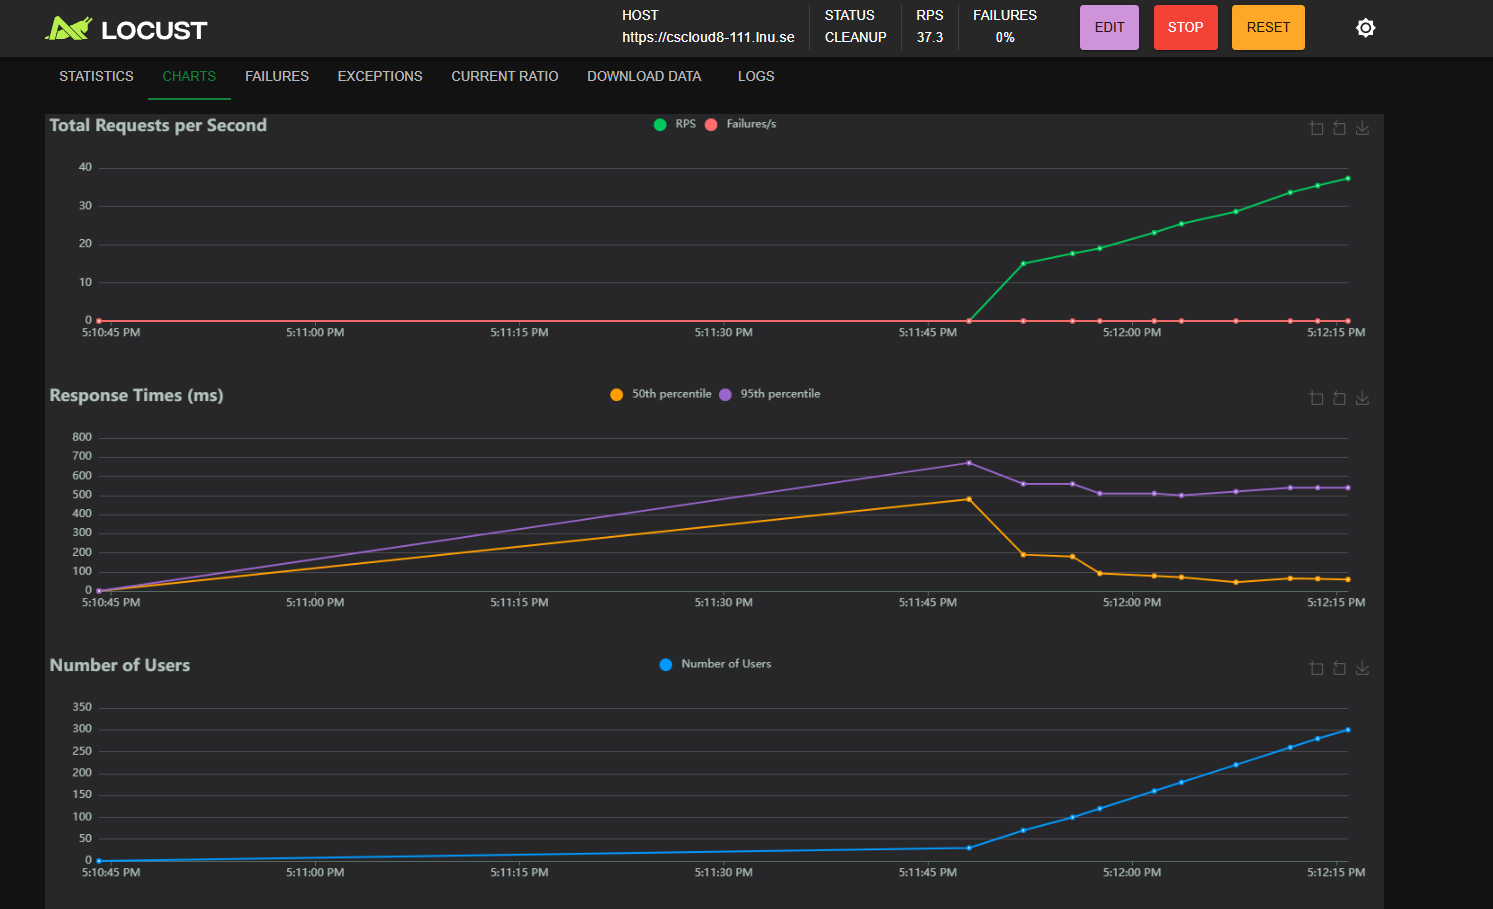 LOCUST
HOST
https://cscloud8-111.lnu.se
STATUS
CLEANUP
RPS
37.3
FAILURES
0%
EDIT
STOP
RESET
STATISTICS CHARTS FAILURES EXCEPTIONS CURRENT RATIO DOWNLOAD DATA LOGS
Total Requests per Second
RPS Failures/s
40
30
20
10
0
5:10:45 PM 5:11:00 PM 5:11:15 PM 5:11:30 PM 5:11:45 PM 5:12:00 PM 5:12:15 PM
Response Times (ms)
50th percentile 95th percentile
800
700
600
500
400
300
200
100
0
5:10:45 PM 5:11:00 PM 5:11:15 PM 5:11:30 PM 5:11:45 PM 5:12:00 PM 5:12:15 PM
Number of Users
Number of Users
350
300
250
200
150
100
50
0
5:10:45 PM 5:11:00 PM 5:11:15 PM 5:11:30 PM 5:11:45 PM 5:12:00 PM 5:12:15 PM